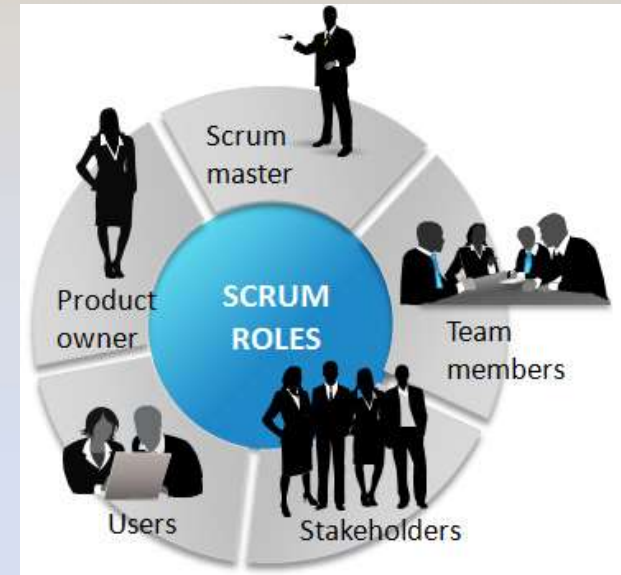 Scrum
master
Product
owner
SCRUM
ROLES
Team
members
Users
Stakeholders